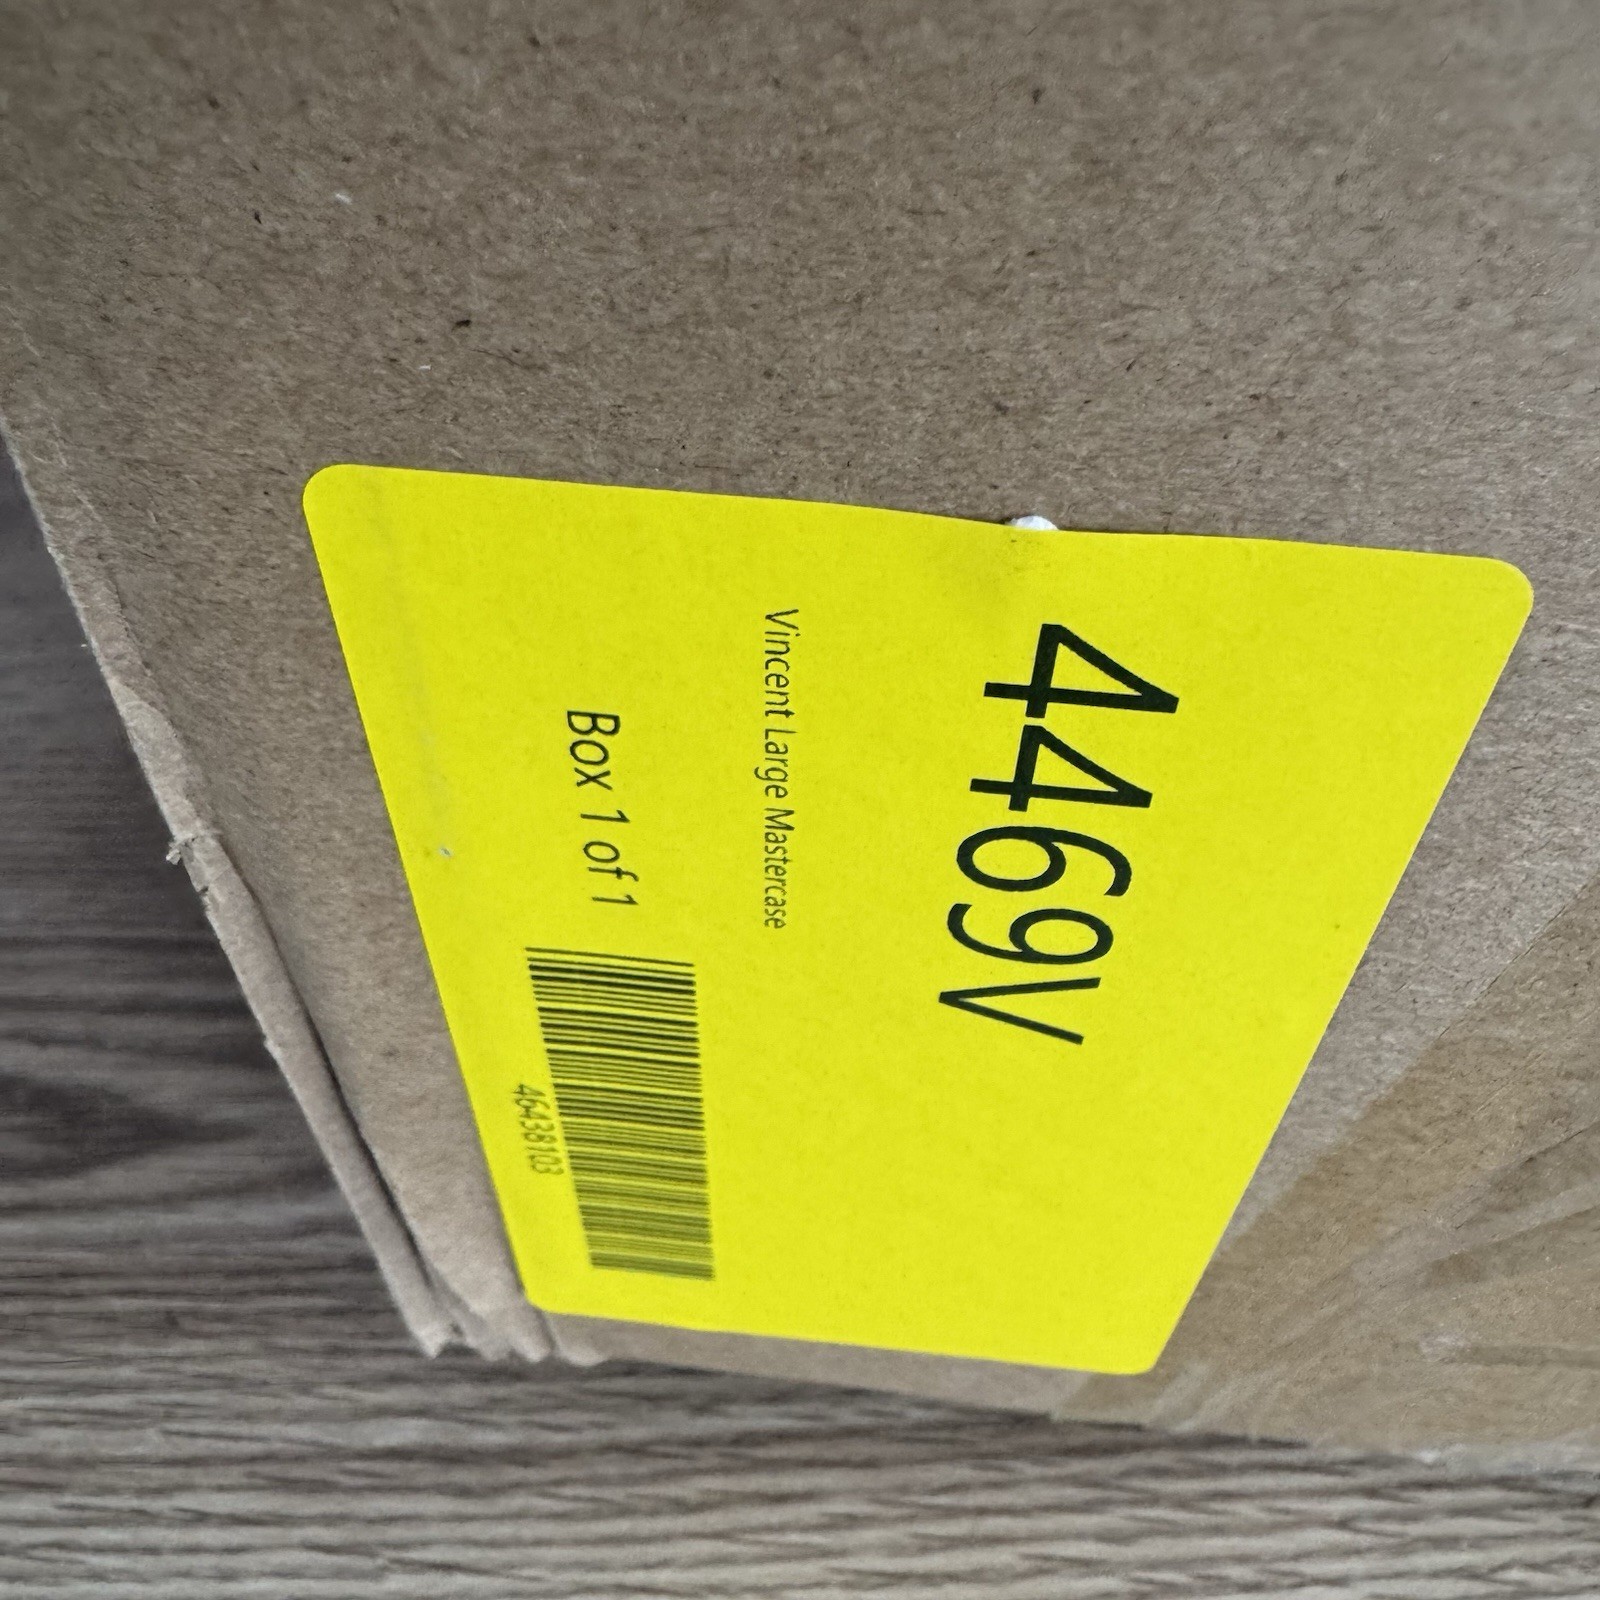 4469V
Vincent Large Mastercase
Box 1 of 1
46438103